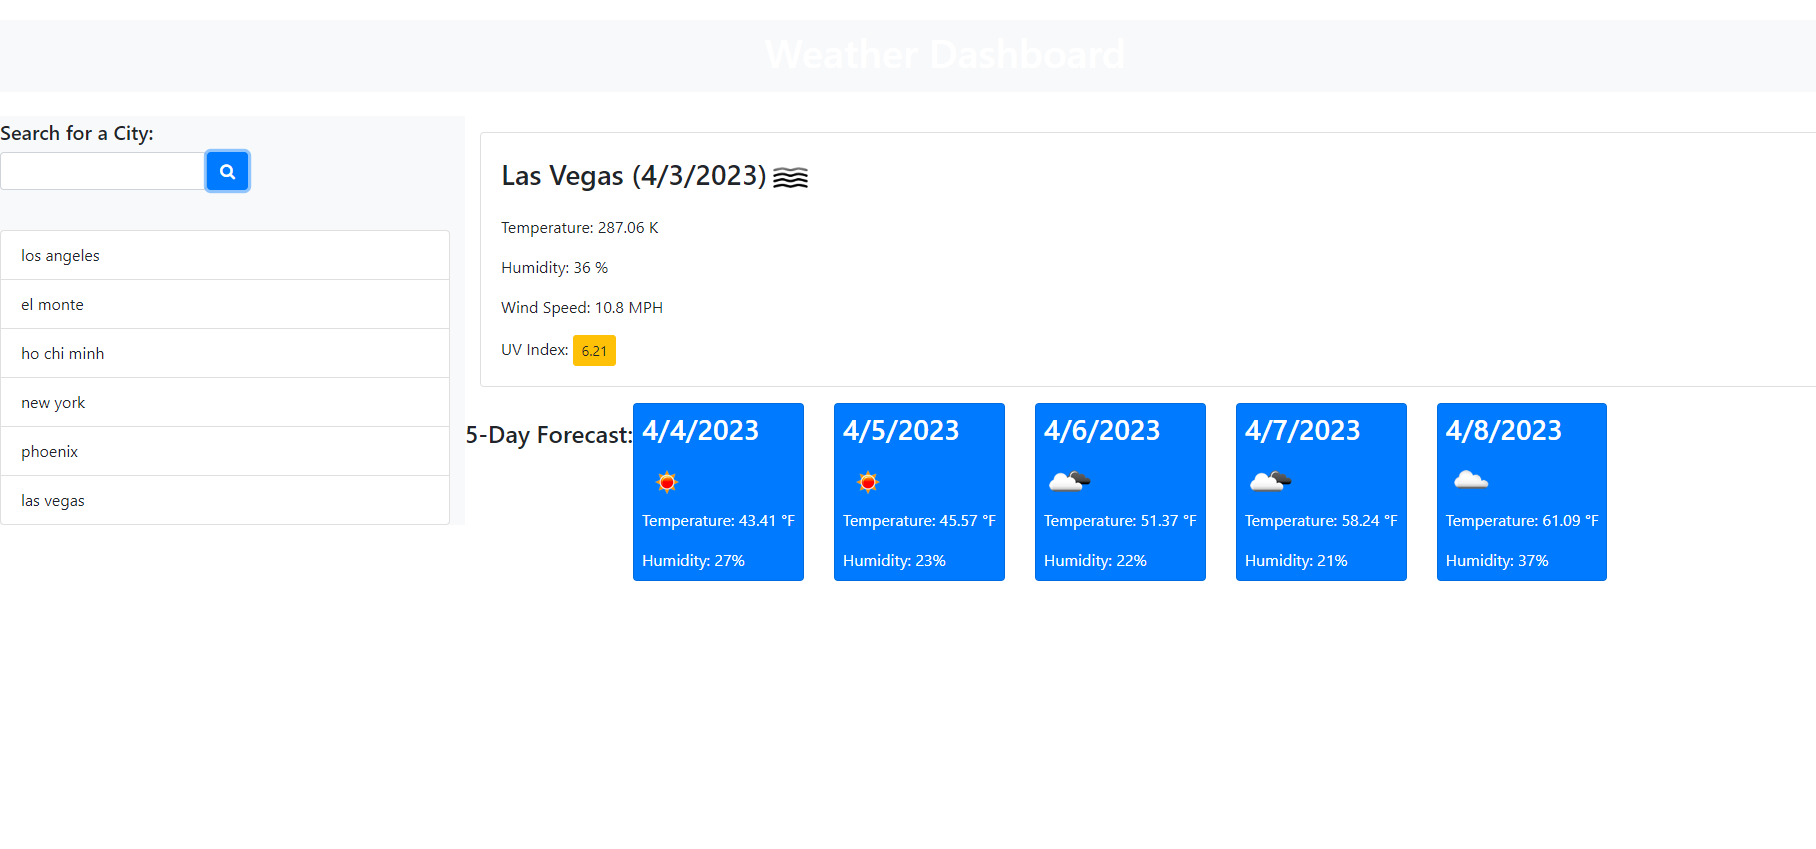 Weather Dashboard
Search for a City:
los angeles
el monte
ho chi minh
new york
phoenix
las vegas
Las Vegas (4/3/2023)
Temperature: 287.06 K
Humidity: 36 %
Wind Speed: 10.8 MPH
UV Index: 6.21
5-Day Forecast:
4/4/2023
Temperature: 43.41 °F
Humidity: 27%
4/5/2023
Temperature: 45.57 °F
Humidity: 23%
4/6/2023
Temperature: 51.37 °F
Humidity: 22%
4/7/2023
Temperature: 58.24 °F
Humidity: 21%
4/8/2023
Temperature: 61.09 °F
Humidity: 37%